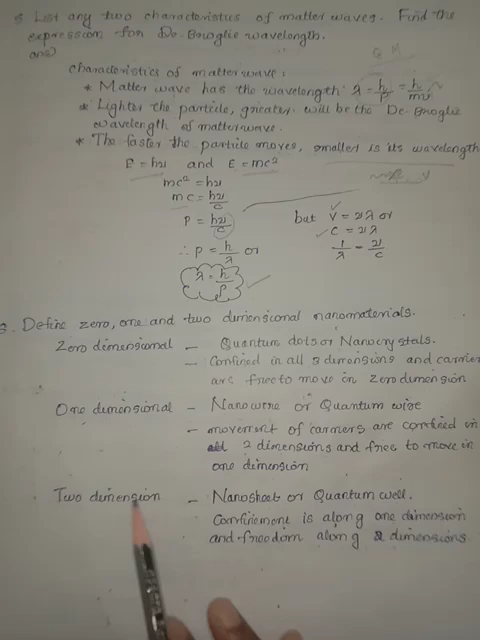 5 List any two characteristics of matter waves. Find the
expression for De-Broglie wavelength.
ans)
Q M
Characteristics of matter wave:
* Matter wave has the wavelength λ = h/p = h/mv
* Lighter the particle, greater will be the De Broglie
wavelength of matter wave.
* The faster the particle moves, smaller is its wavelength
E = hν and E = mc²
mc² = hν
mc = hν/c
P = hν/c
but V = νλ or
C = νλ
∴ p = h/λ or
1/λ = ν/c
λ = h/p
3. Define zero, one and two dimensional nanomaterials.
Zero dimensional – Quantum dots or Nanocrystals.
– Confined in all 3 dimensions and carrier
are free to move in zero dimension
One dimensional – Nanowire or Quantum wire
– movement of carriers are confined in
2 dimensions and free to move in
one dimension
Two dimension – Nanosheet or Quantum well.
Confinement is along one dimension
and freedom along 2 dimensions